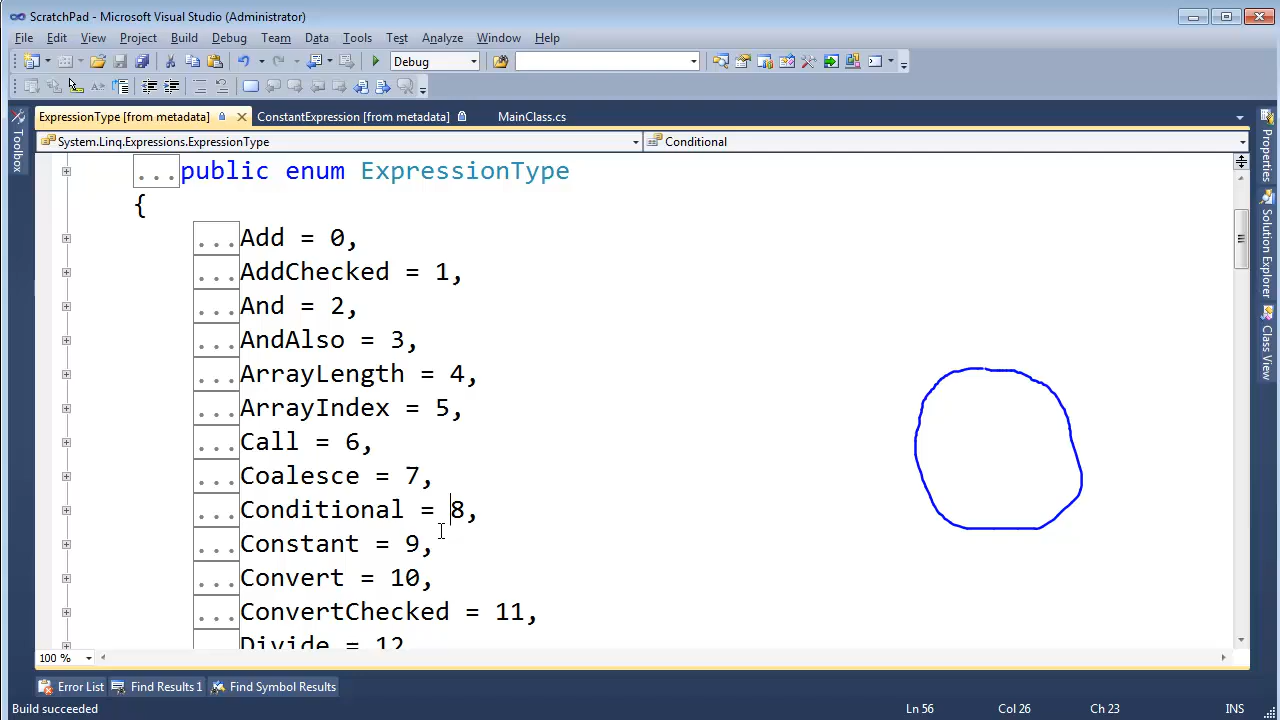 ScratchPad - Microsoft Visual Studio (Administrator)
File Edit View Project Build Debug Team Data Tools Test Analyze Window Help
Debug
ExpressionType [from metadata] ConstantExpression [from metadata] MainClass.cs
System.Linq.Expressions.ExpressionType Conditional
Toolbox
Properties
Solution Explorer
Class View
...public enum ExpressionType
{
...Add = 0,
...AddChecked = 1,
...And = 2,
...AndAlso = 3,
...ArrayLength = 4,
...ArrayIndex = 5,
...Call = 6,
...Coalesce = 7,
...Conditional = 8,
...Constant = 9,
...Convert = 10,
...ConvertChecked = 11,
Divide = 12
100 %
Error List Find Results 1 Find Symbol Results
Build succeeded Ln 56 Col 26 Ch 23 INS